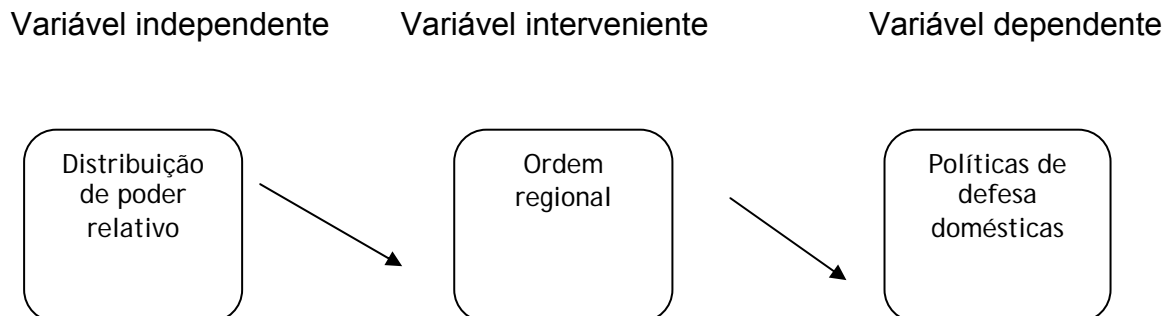 Variável independente
Variável interveniente
Variável dependente
Distribuição
de poder
relativo
Ordem
regional
Políticas de
defesa
domésticas